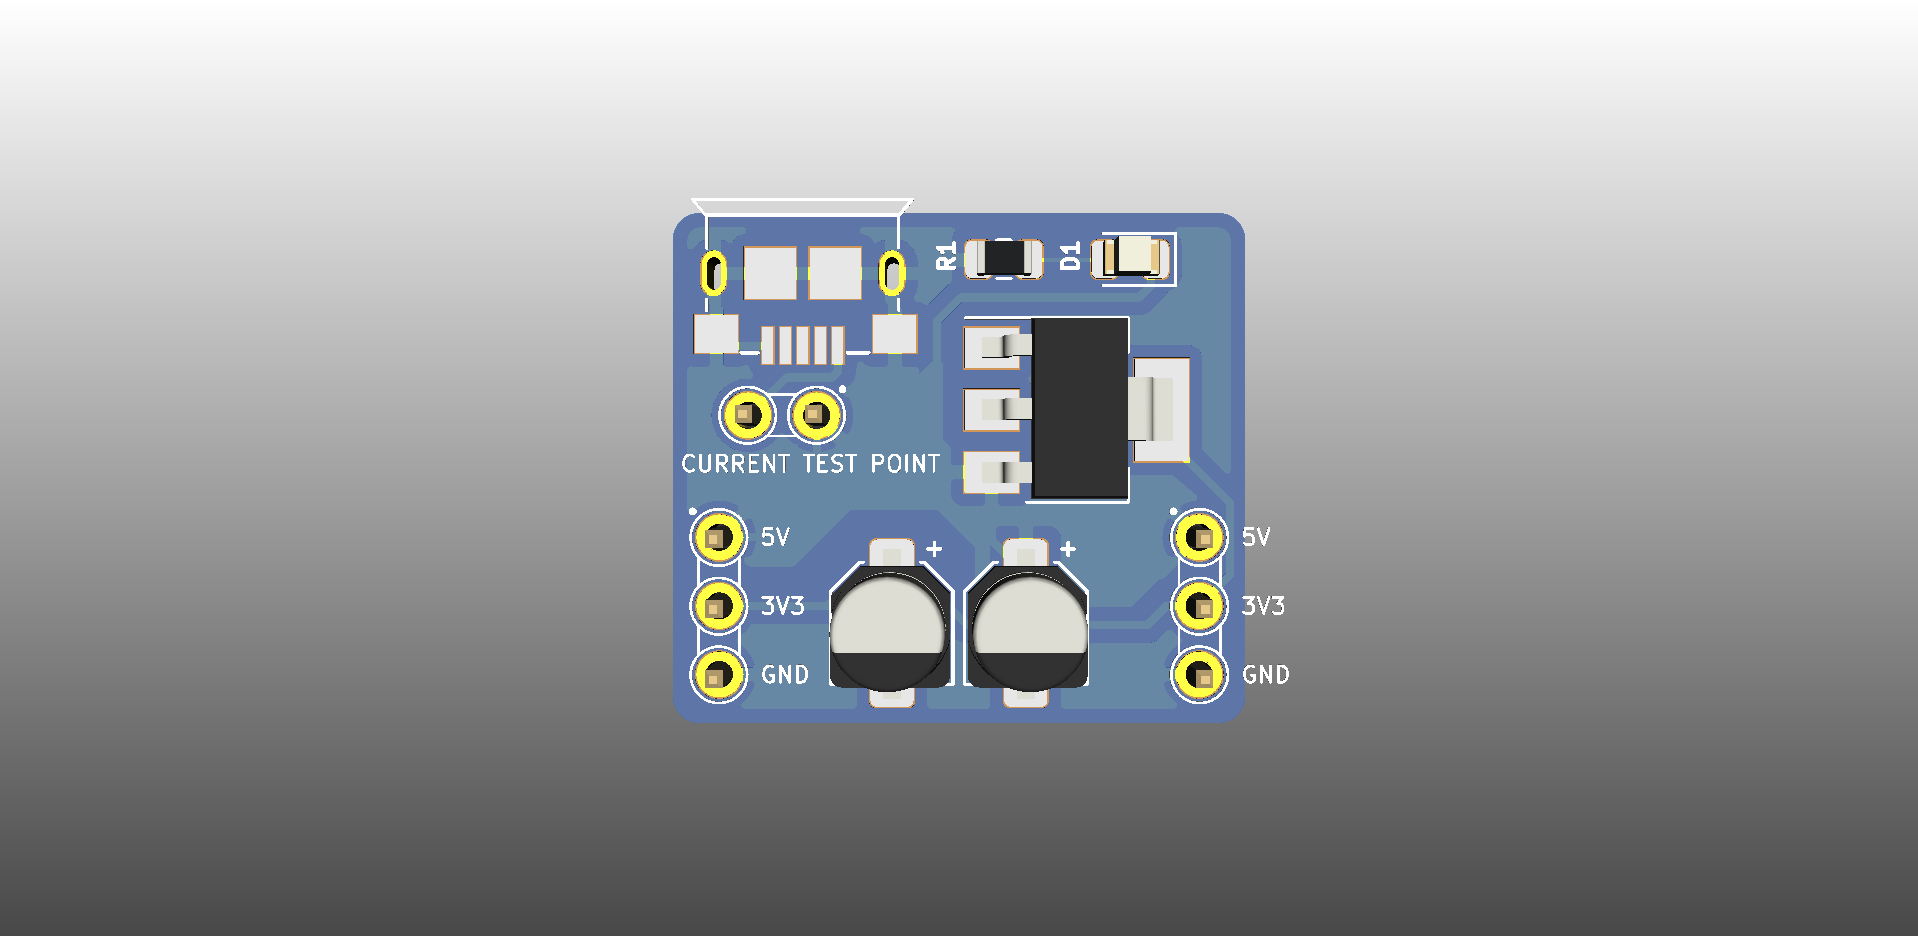 R1
D1
CURRENT TEST POINT
5V
5V
+
+
3V3
3V3
GND
GND